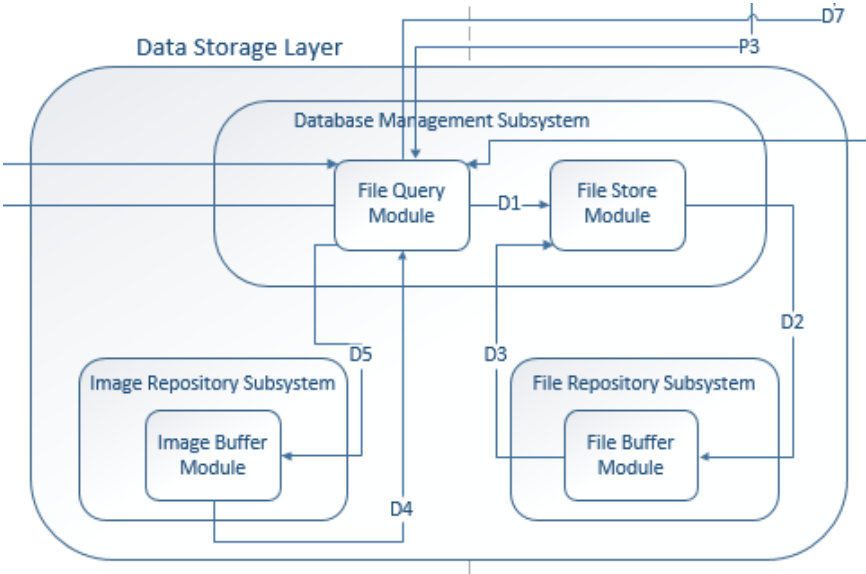 D7
P3
Data Storage Layer
Database Management Subsystem
File Query
Module
D1
File Store
Module
D2
D5
D3
Image Repository Subsystem
File Repository Subsystem
Image Buffer
Module
File Buffer
Module
D4